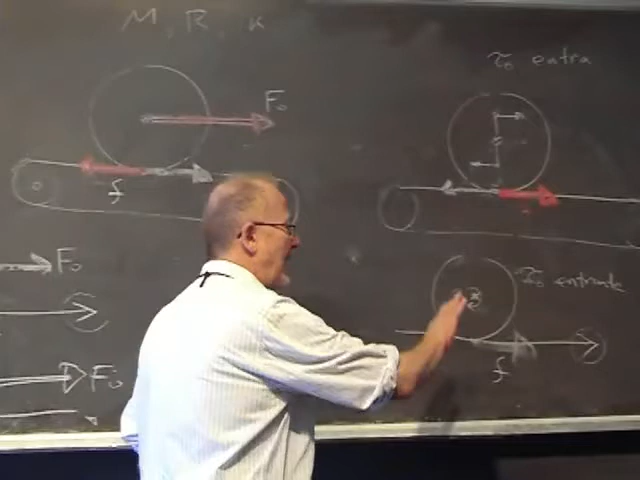 M, R, K
F₀
f
τ₀ entra
F₀
τ₀ entrante
f
F₀